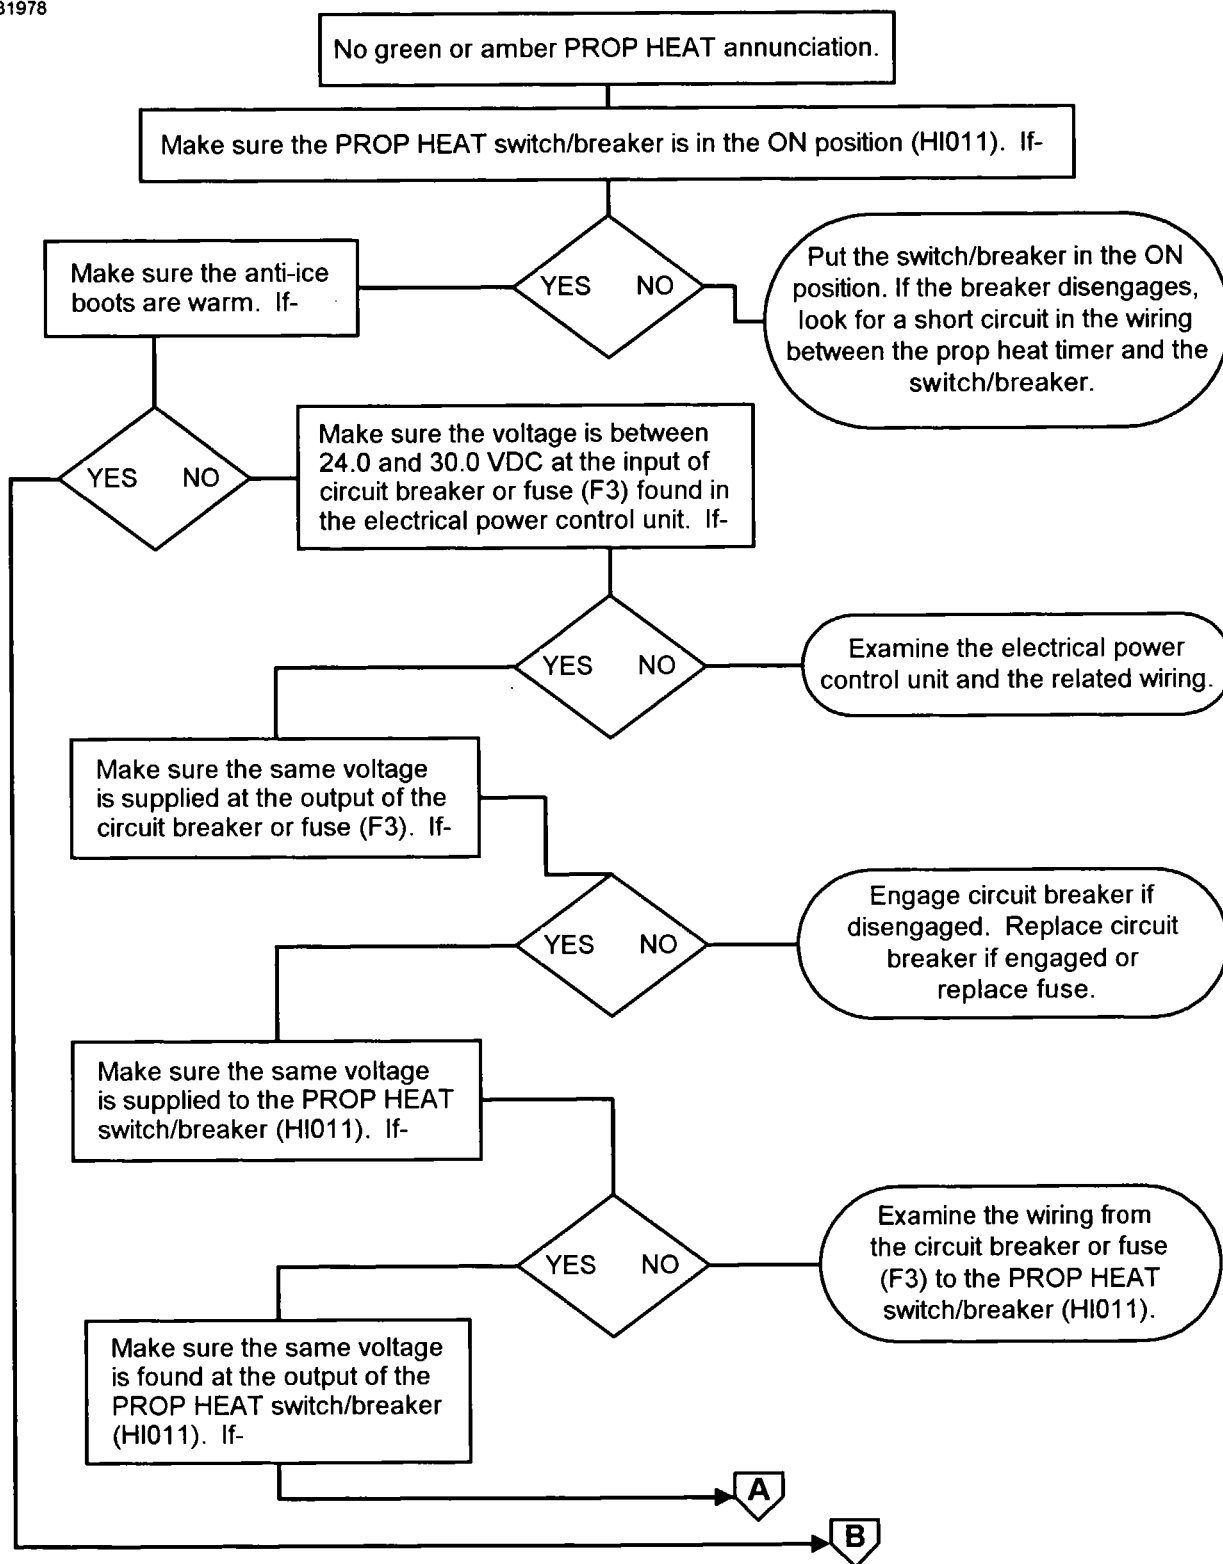 No green or amber PROP HEAT annunciation.
Make sure the PROP HEAT switch/breaker is in the ON position (HI011). If-
YES NO
Put the switch/breaker in the ON
position. If the breaker disengages,
look for a short circuit in the wiring
between the prop heat timer and the
switch/breaker.
Make sure the anti-ice
boots are warm. If-
YES NO
Make sure the voltage is between
24.0 and 30.0 VDC at the input of
circuit breaker or fuse (F3) found in
the electrical power control unit. If-
YES NO
Examine the electrical power
control unit and the related wiring.
Make sure the same voltage
is supplied at the output of the
circuit breaker or fuse (F3). If-
YES NO
Engage circuit breaker if
disengaged. Replace circuit
breaker if engaged or
replace fuse.
Make sure the same voltage
is supplied to the PROP HEAT
switch/breaker (HI011). If-
YES NO
Examine the wiring from
the circuit breaker or fuse
(F3) to the PROP HEAT
switch/breaker (HI011).
Make sure the same voltage
is found at the output of the
PROP HEAT switch/breaker
(HI011). If-
A
B